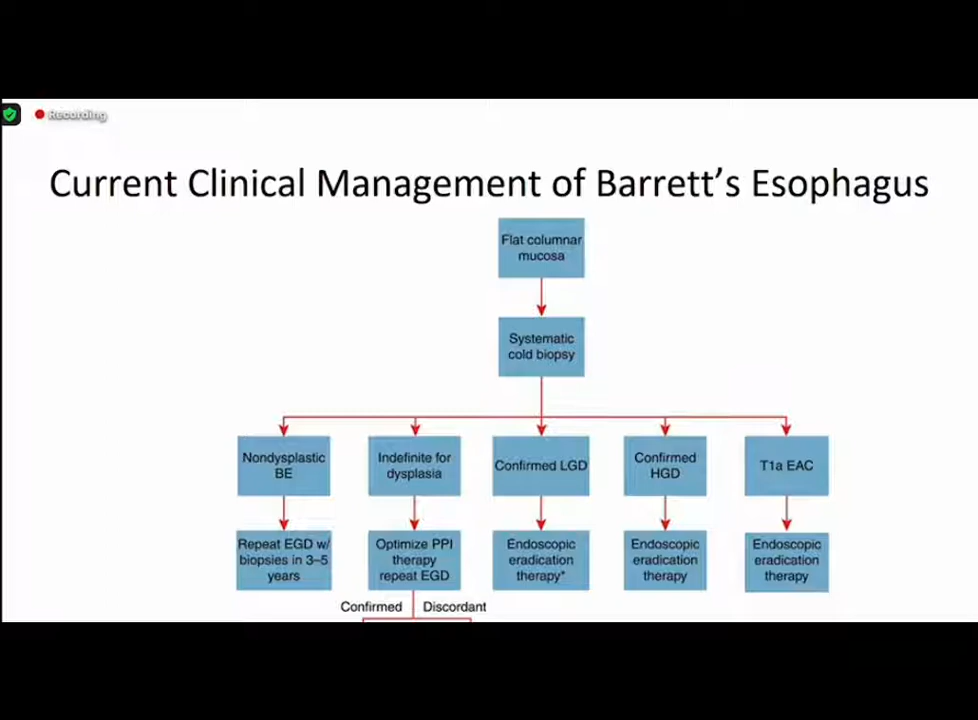 Recording
Current Clinical Management of Barrett's Esophagus
Flat columnar
mucosa
Systematic
cold biopsy
Nondysplastic
BE
Indefinite for
dysplasia
Confirmed LGD
Confirmed
HGD
T1a EAC
Repeat EGD w/
biopsies in 3–5
years
Optimize PPI
therapy
repeat EGD
Endoscopic
eradication
therapy*
Endoscopic
eradication
therapy
Endoscopic
eradication
therapy
Confirmed
Discordant